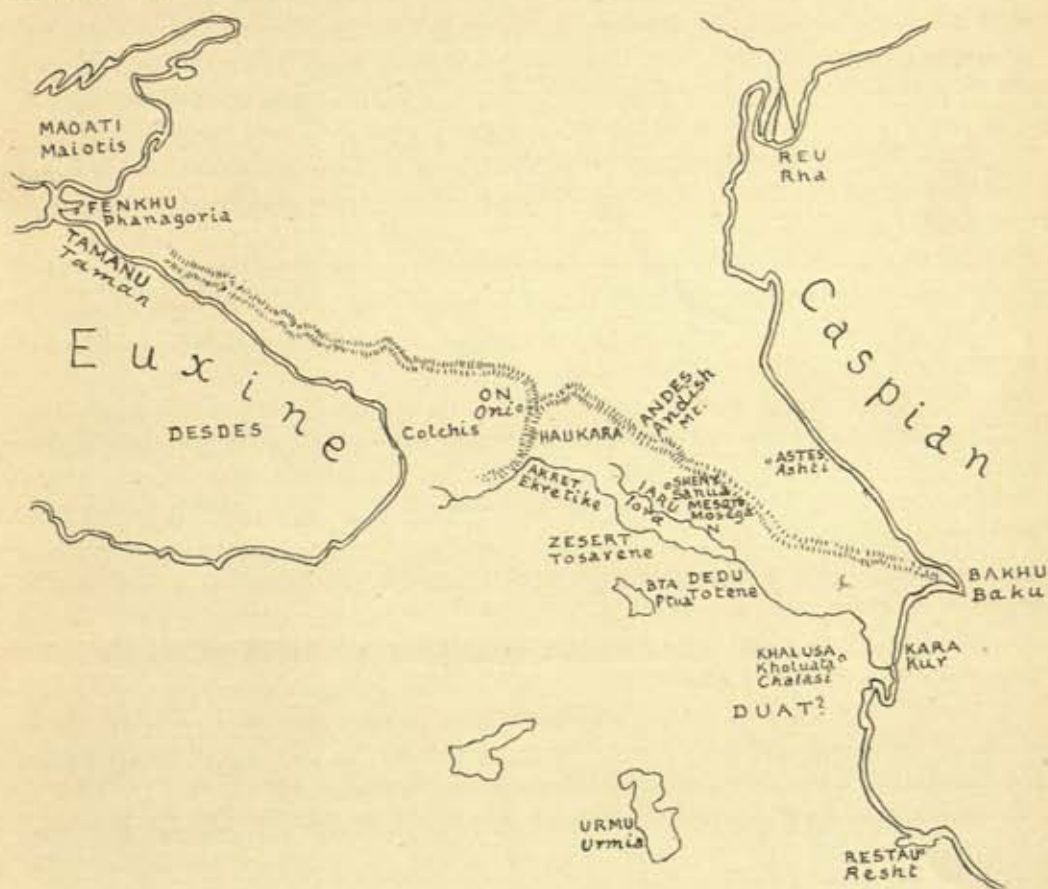 MAOATI
Maiotis
FENKHU
Phanagoria
TAMANU
Taman
REU
Rha
Euxine
Caspian
DESDES
Colchis
ON
Oni
HAUKARA
ANDES
Andish
Mt.
ASTES
Ashti
AKRET
Ekretike
IARU
Iora
SHENY
Sanua
MESQT
Mosega
ZESERT
Tosarene
BTA
Ptua
DEDU
Totene
BAKHU
Baku
KHALUSA
Kholuata
Chalasi
KARA
Kur
DUAT?
URMU
Urmia
RESTAU
Resht